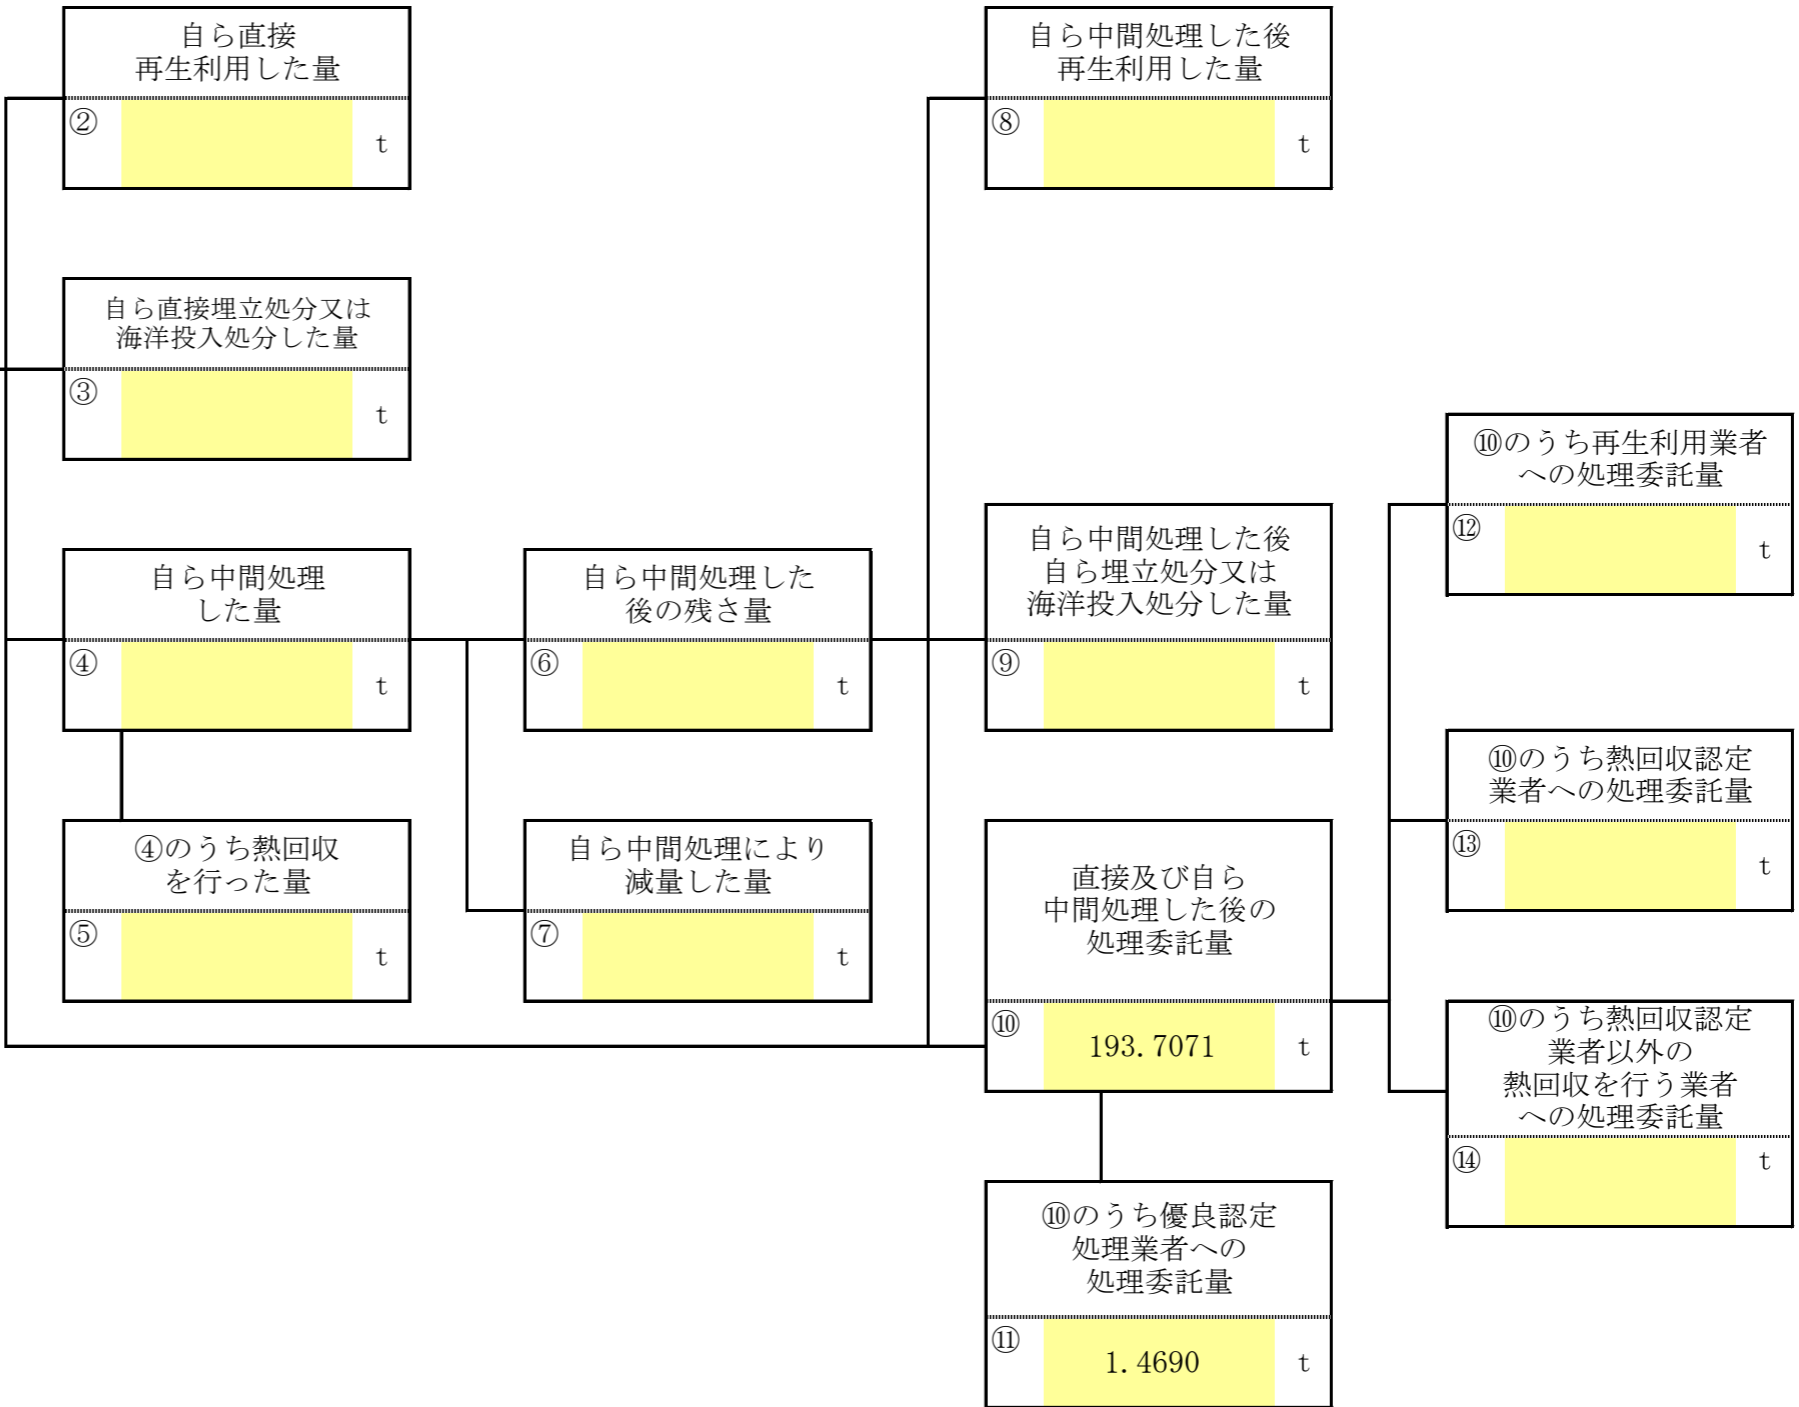 自ら直接
再生利用した量
②
t
自ら中間処理した後
再生利用した量
⑧
t
自ら直接埋立処分又は
海洋投入処分した量
③
t
⑩のうち再生利用業者
への処理委託量
⑫
t
自ら中間処理
した量
④
t
自ら中間処理した
後の残さ量
⑥
t
自ら中間処理した後
自ら埋立処分又は
海洋投入処分した量
⑨
t
⑩のうち熱回収認定
業者への処理委託量
⑬
t
④のうち熱回収
を行った量
⑤
t
自ら中間処理により
減量した量
⑦
t
直接及び自ら
中間処理した後の
処理委託量
⑩
193.7071 t
⑩のうち熱回収認定
業者以外の
熱回収を行う業者
への処理委託量
⑭
t
⑩のうち優良認定
処理業者への
処理委託量
⑪
1.4690 t